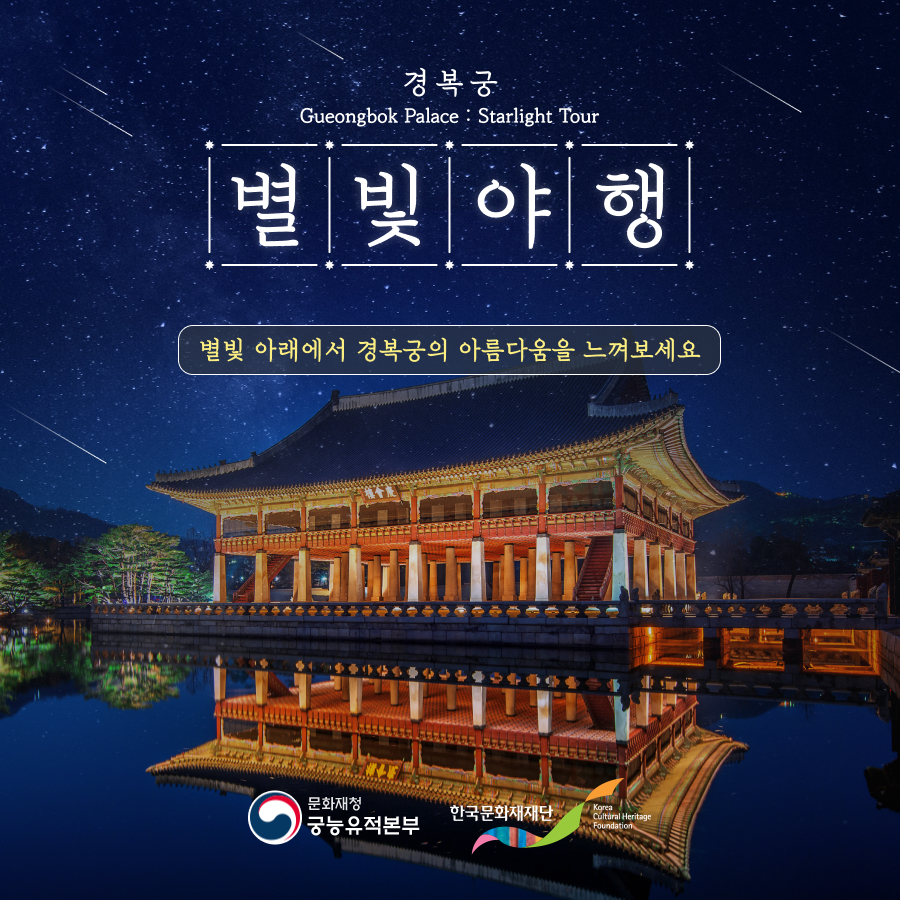 경복궁
Gueongbok Palace : Starlight Tour
별빛야행
별빛 아래에서 경복궁의 아름다움을 느껴보세요
문화재청
궁능유적본부
한국문화재재단
Korea
Cultural Heritage
Foundation